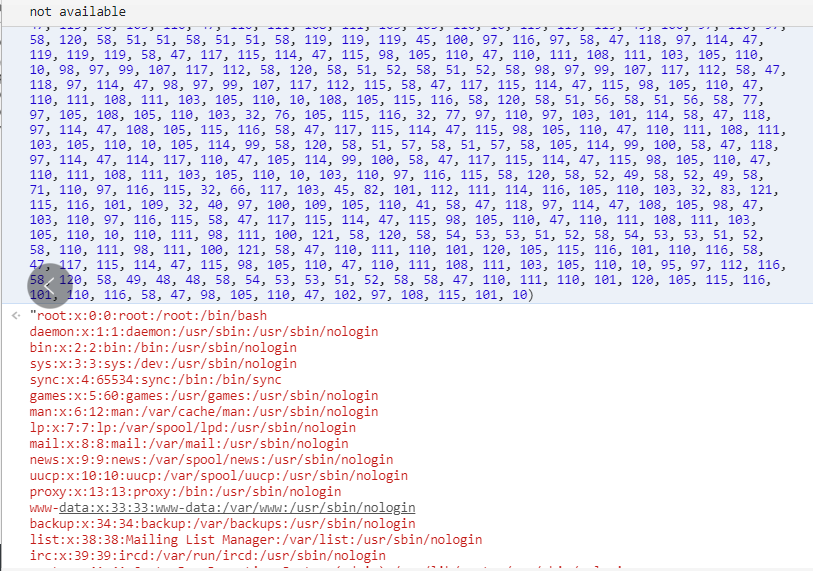 not available
58, 120, 58, 51, 51, 58, 51, 51, 58, 119, 119, 119, 45, 100, 97, 116, 97, 58, 47, 118, 97, 114, 47,
119, 119, 119, 58, 47, 117, 115, 114, 47, 115, 98, 105, 110, 47, 110, 111, 108, 111, 103, 105, 110,
10, 98, 97, 99, 107, 117, 112, 58, 120, 58, 51, 52, 58, 51, 52, 58, 98, 97, 99, 107, 117, 112, 58, 47,
118, 97, 114, 47, 98, 97, 99, 107, 117, 112, 115, 58, 47, 117, 115, 114, 47, 115, 98, 105, 110, 47,
110, 111, 108, 111, 103, 105, 110, 10, 108, 105, 115, 116, 58, 120, 58, 51, 56, 58, 51, 56, 58, 77,
97, 105, 108, 105, 110, 103, 32, 76, 105, 115, 116, 32, 77, 97, 110, 97, 103, 101, 114, 58, 47, 118,
97, 114, 47, 108, 105, 115, 116, 58, 47, 117, 115, 114, 47, 115, 98, 105, 110, 47, 110, 111, 108, 111,
103, 105, 110, 10, 105, 114, 99, 58, 120, 58, 51, 57, 58, 51, 57, 58, 105, 114, 99, 100, 58, 47, 118,
97, 114, 47, 114, 117, 110, 47, 105, 114, 99, 100, 58, 47, 117, 115, 114, 47, 115, 98, 105, 110, 47,
110, 111, 108, 111, 103, 105, 110, 10, 103, 110, 97, 116, 115, 58, 120, 58, 52, 49, 58, 52, 49, 58,
71, 110, 97, 116, 115, 32, 66, 117, 103, 45, 82, 101, 112, 111, 114, 116, 105, 110, 103, 32, 83, 121,
115, 116, 101, 109, 32, 40, 97, 100, 109, 105, 110, 41, 58, 47, 118, 97, 114, 47, 108, 105, 98, 47,
103, 110, 97, 116, 115, 58, 47, 117, 115, 114, 47, 115, 98, 105, 110, 47, 110, 111, 108, 111, 103,
105, 110, 10, 110, 111, 98, 111, 100, 121, 58, 120, 58, 54, 53, 53, 51, 52, 58, 54, 53, 53, 51, 52,
58, 110, 111, 98, 111, 100, 121, 58, 47, 110, 111, 110, 101, 120, 105, 115, 116, 101, 110, 116, 58,
47, 117, 115, 114, 47, 115, 98, 105, 110, 47, 110, 111, 108, 111, 103, 105, 110, 10, 95, 97, 112, 116,
58, 120, 58, 49, 48, 48, 58, 54, 53, 53, 51, 52, 58, 58, 47, 110, 111, 110, 101, 120, 105, 115, 116,
101, 110, 116, 58, 47, 98, 105, 110, 47, 102, 97, 108, 115, 101, 10)
"root:x:0:0:root:/root:/bin/bash
daemon:x:1:1:daemon:/usr/sbin:/usr/sbin/nologin
bin:x:2:2:bin:/bin:/usr/sbin/nologin
sys:x:3:3:sys:/dev:/usr/sbin/nologin
sync:x:4:65534:sync:/bin:/bin/sync
games:x:5:60:games:/usr/games:/usr/sbin/nologin
man:x:6:12:man:/var/cache/man:/usr/sbin/nologin
lp:x:7:7:lp:/var/spool/lpd:/usr/sbin/nologin
mail:x:8:8:mail:/var/mail:/usr/sbin/nologin
news:x:9:9:news:/var/spool/news:/usr/sbin/nologin
uucp:x:10:10:uucp:/var/spool/uucp:/usr/sbin/nologin
proxy:x:13:13:proxy:/bin:/usr/sbin/nologin
www-data:x:33:33:www-data:/var/www:/usr/sbin/nologin
backup:x:34:34:backup:/var/backups:/usr/sbin/nologin
list:x:38:38:Mailing List Manager:/var/list:/usr/sbin/nologin
irc:x:39:39:ircd:/var/run/ircd:/usr/sbin/nologin